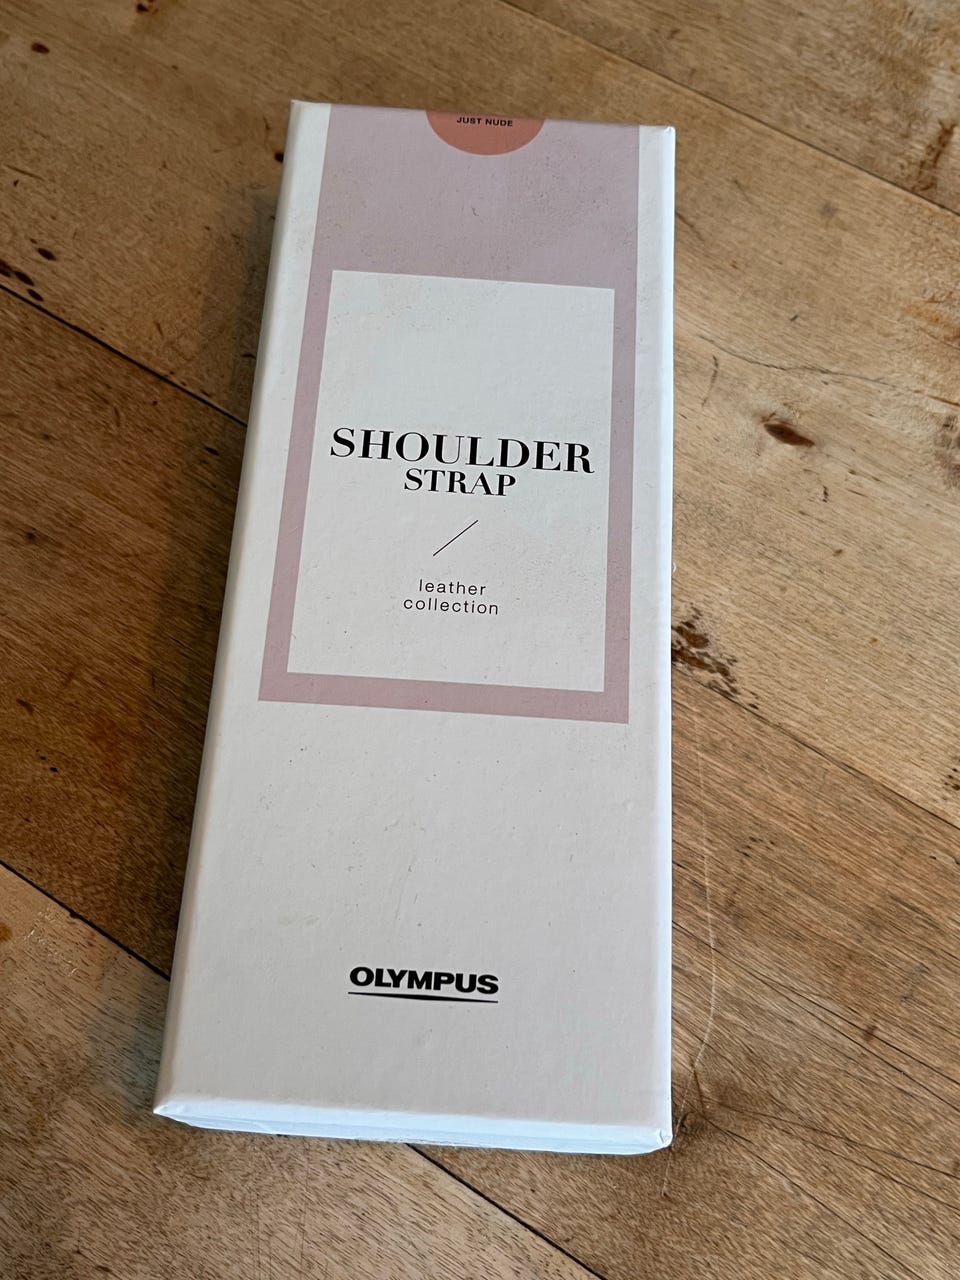 JUST NUDE
SHOULDER
STRAP
leather
collection
OLYMPUS